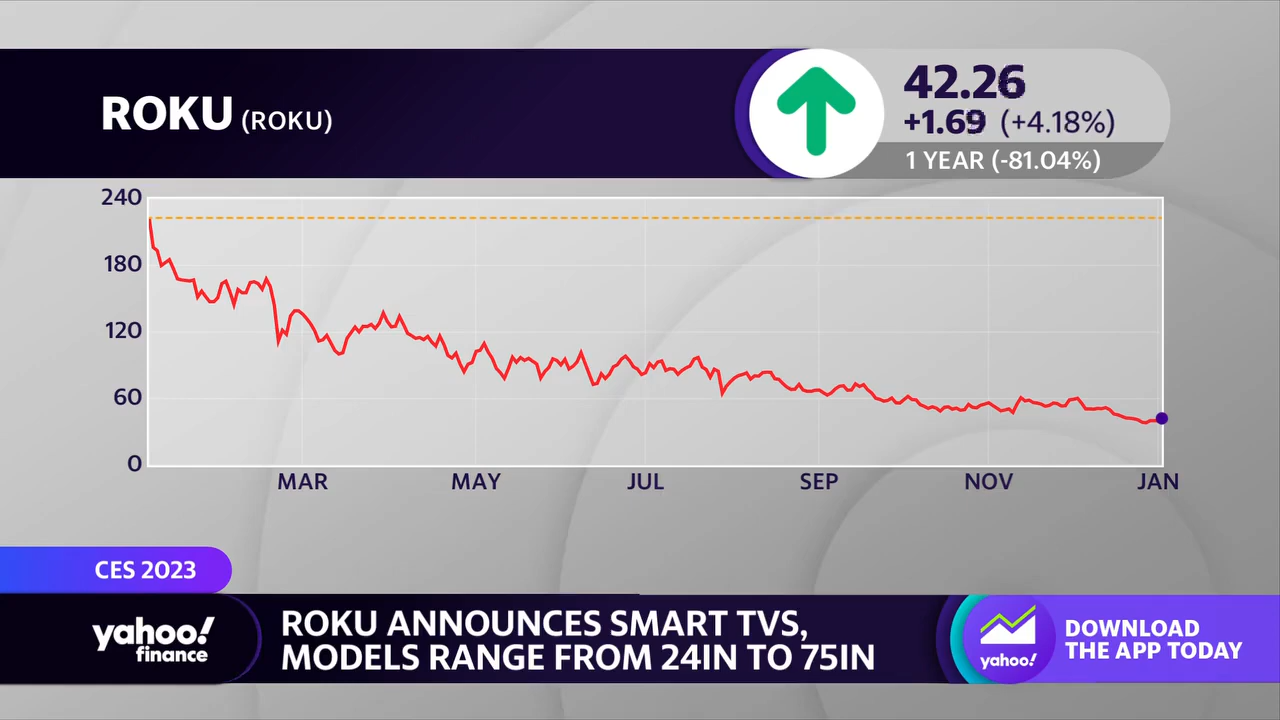 ROKU (ROKU)
42.26
+1.69 (+4.18%)
1 YEAR (-81.04%)
240
180
120
60
0
MAR MAY JUL SEP NOV JAN
CES 2023
yahoo!
finance
ROKU ANNOUNCES SMART TVS,
MODELS RANGE FROM 24IN TO 75IN
yahoo!
DOWNLOAD
THE APP TODAY